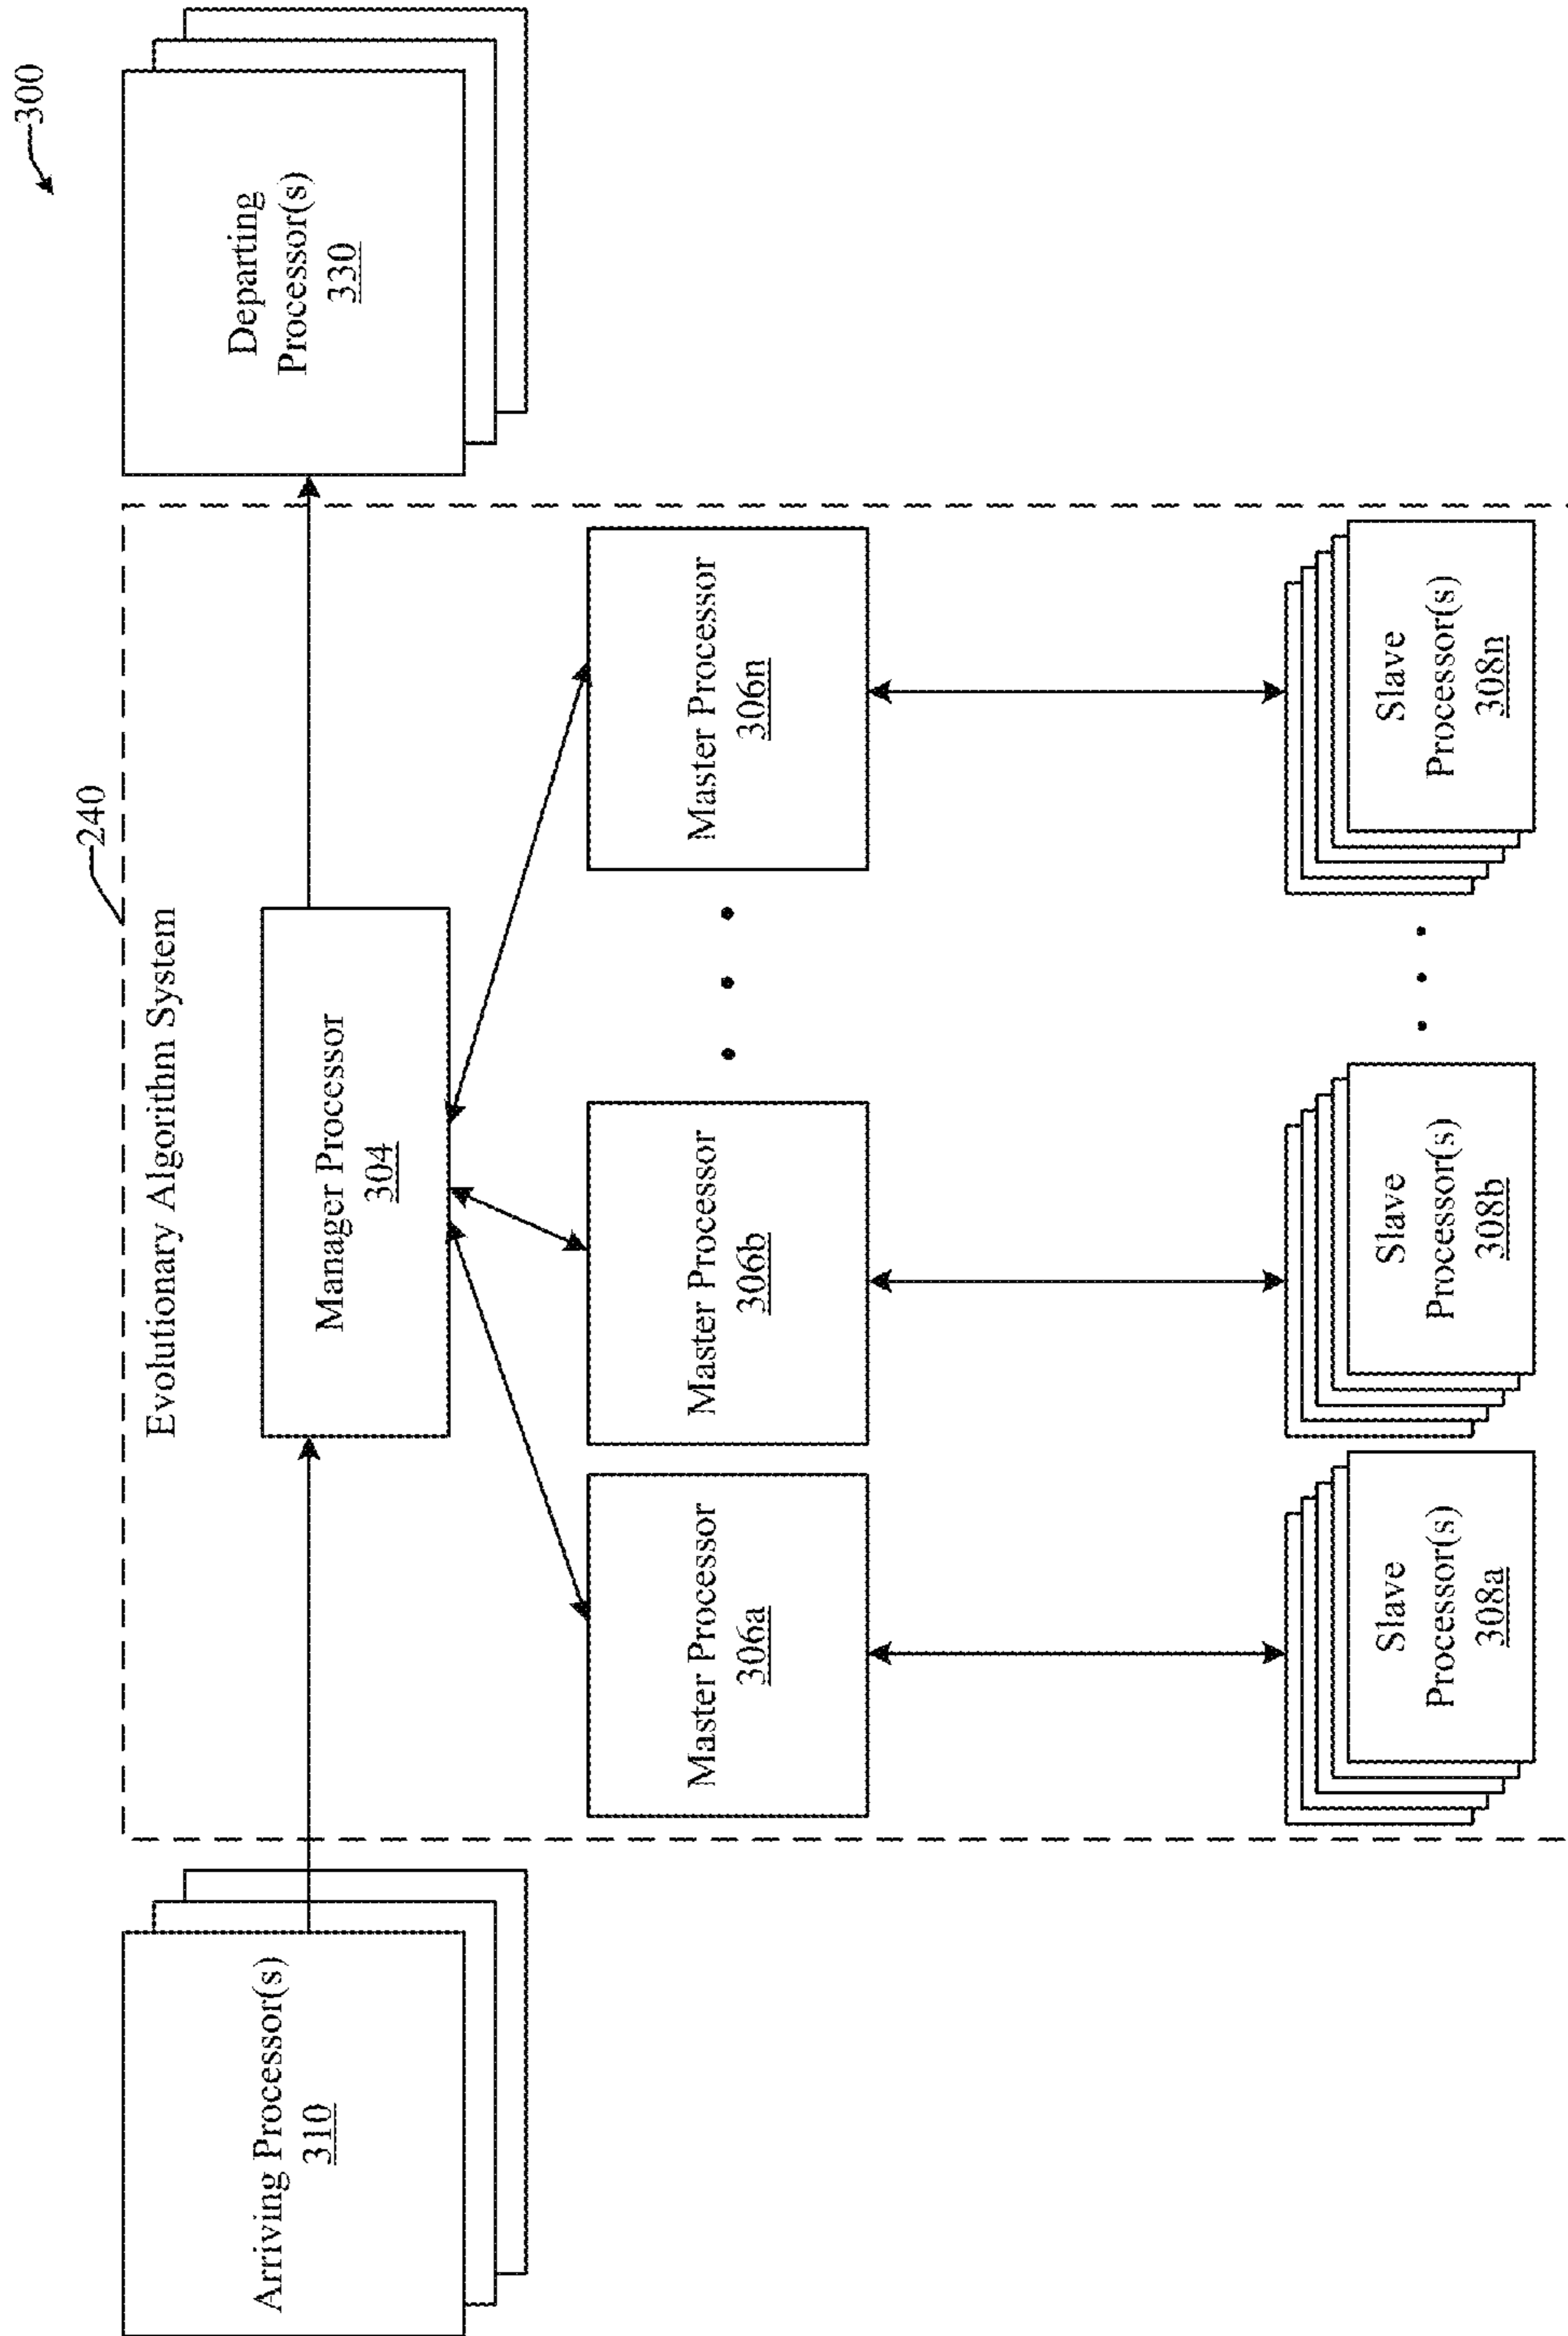 300
240
Evolutionary Algorithm System
Arriving Processor(s)
310
Manager Processor
304
Departing
Processor(s)
330
Master Processor
306a
Master Processor
306b
Master Processor
306n
Slave
Processor(s)
308a
Slave
Processor(s)
308b
Slave
Processor(s)
308n